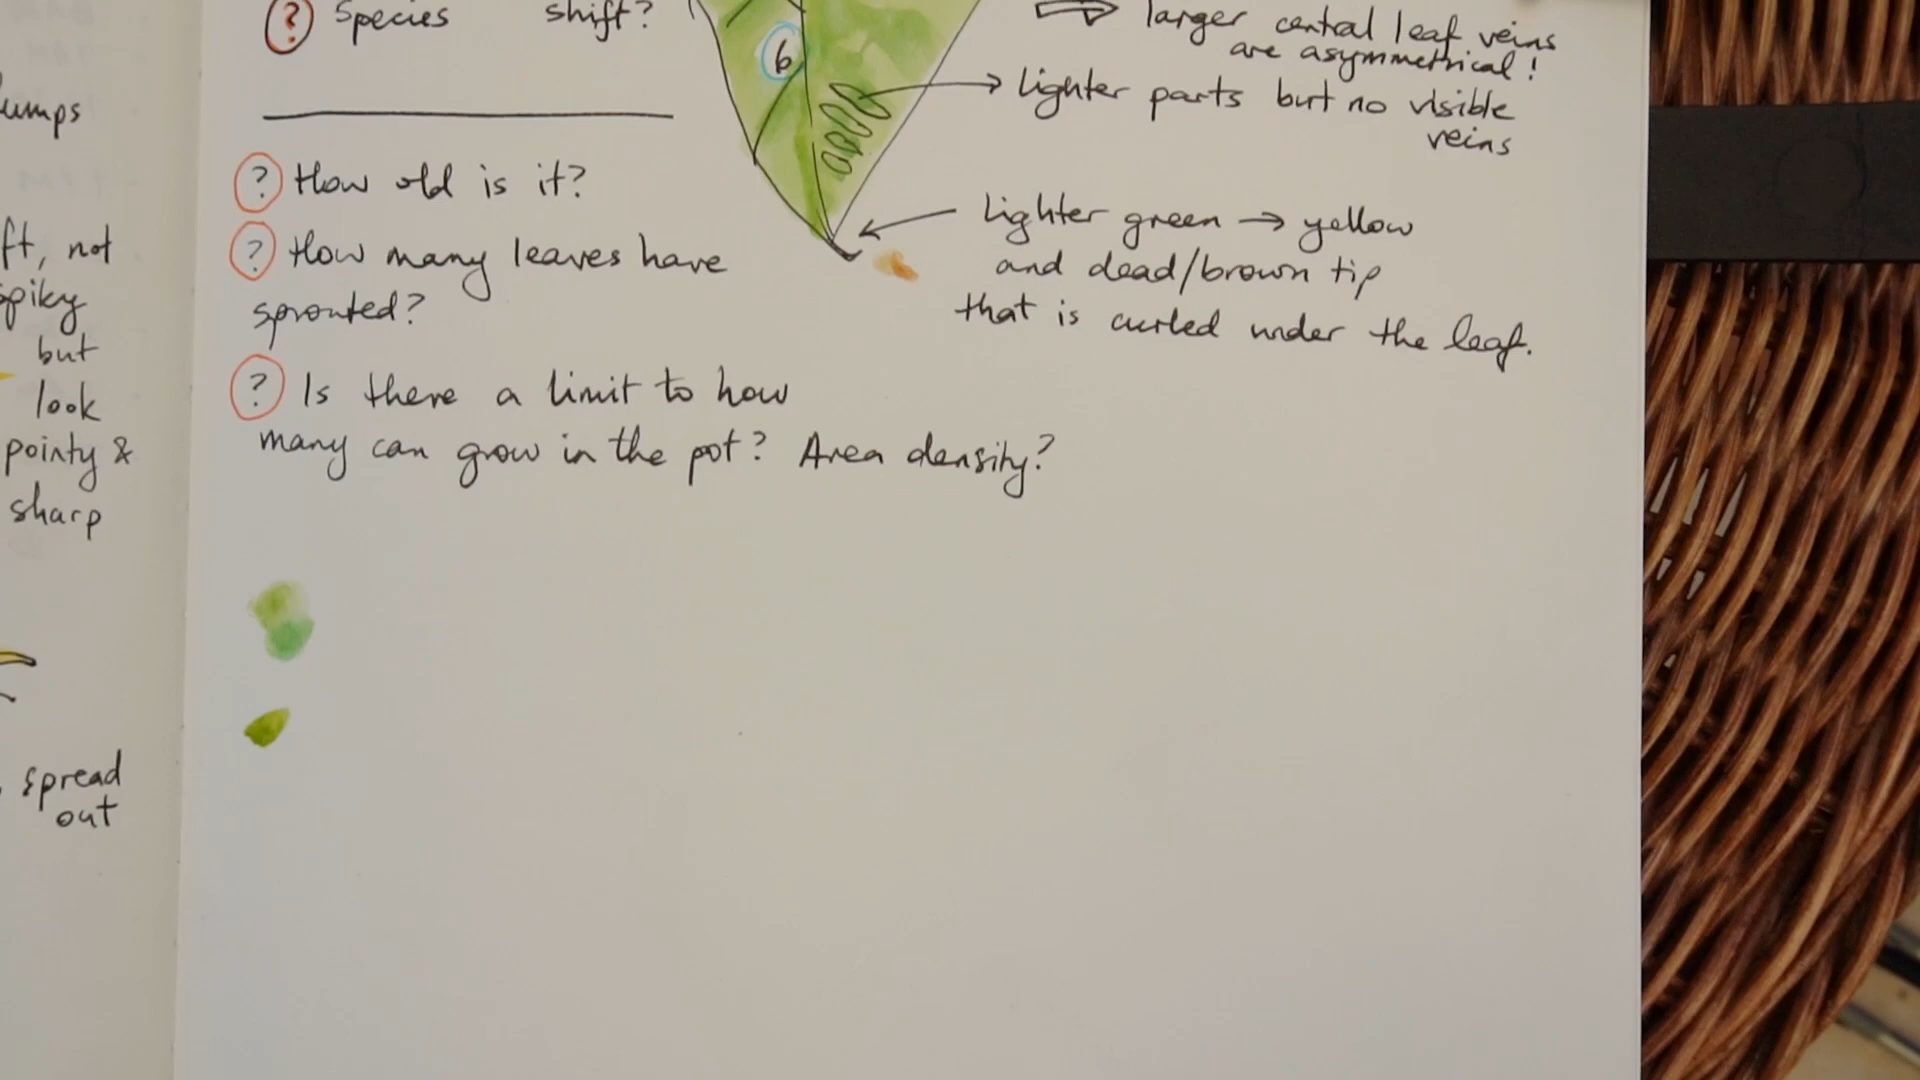 umps
ft, not
spiky
but
look
pointy &
sharp
spread
out
? Species shift?
? How old is it?
? How many leaves have
sprouted?
? Is there a limit to how
many can grow in the pot? Area density?
6
larger central leaf veins
are asymmetrical!
lighter parts but no visible
veins
lighter green → yellow
and dead/brown tip
that is curled under the leaf.